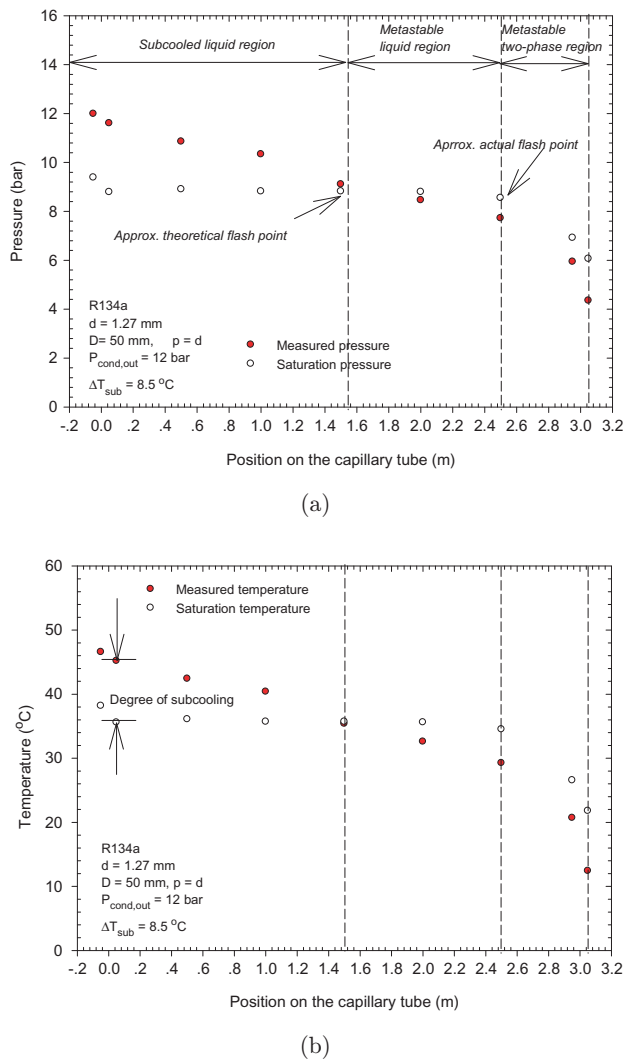 16
14
12
10
8
6
4
2
0
Pressure (bar)
Subcooled liquid region
Metastable
liquid region
Metastable
two-phase region
Aprrox. actual flash point
Approx. theoretical flash point
R134a
d = 1.27 mm
D= 50 mm, p = d
Pcond,out = 12 bar
ΔTsub = 8.5 oC
Measured pressure
Saturation pressure
-.2 0.0 .2 .4 .6 .8 1.0 1.2 1.4 1.6 1.8 2.0 2.2 2.4 2.6 2.8 3.0 3.2
Position on the capillary tube (m)
(a)
60
50
40
30
20
10
0
Temperature (oC)
Measured temperature
Saturation temperature
Degree of subcooling
R134a
d = 1.27 mm
D = 50 mm, p = d
Pcond,out = 12 bar
ΔTsub = 8.5 oC
-.2 0.0 .2 .4 .6 .8 1.0 1.2 1.4 1.6 1.8 2.0 2.2 2.4 2.6 2.8 3.0 3.2
Position on the capillary tube (m)
(b)